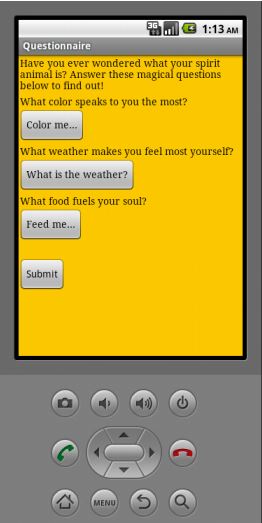 3G
1:13 AM
Questionnaire
Have you ever wondered what your spirit
animal is? Answer these magical questions
below to find out!
What color speaks to you the most?
Color me...
What weather makes you feel most yourself?
What is the weather?
What food fuels your soul?
Feed me...
Submit
MENU